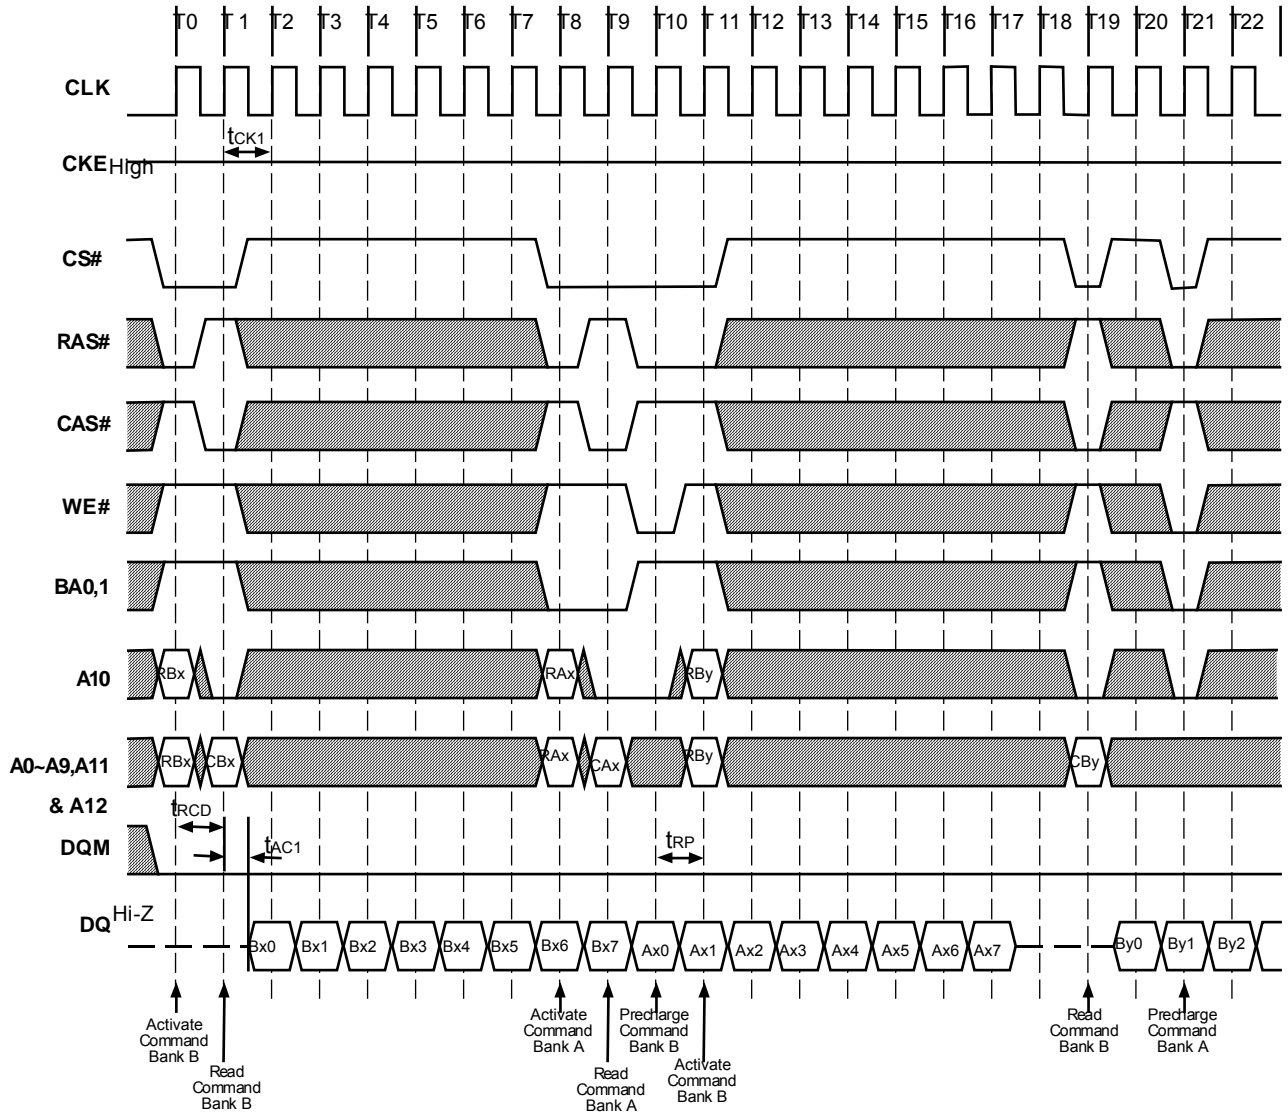 T0 T 1 T2 T3 T4 T5 T6 T7 T8 T9 T10 T 11 T12 T13 T14 T15 T16 T17 T18 T19 T20 T21 T22
CLK
tCK1
CKE High
CS#
RAS#
CAS#
WE#
BA0,1
A10 RBx RAx RBy
A0~A9,A11 RBx CBx RAx CAx RBy CBy
& A12
tRCD
DQM tAC1 tRP
DQ Hi-Z
Bx0 Bx1 Bx2 Bx3 Bx4 Bx5 Bx6 Bx7 Ax0 Ax1 Ax2 Ax3 Ax4 Ax5 Ax6 Ax7 By0 By1 By2
Activate
Command
Bank B
Read
Command
Bank B
Activate
Command
Bank A
Read
Command
Bank A
Precharge
Command
Bank B
Activate
Command
Bank B
Read
Command
Bank B
Precharge
Command
Bank A